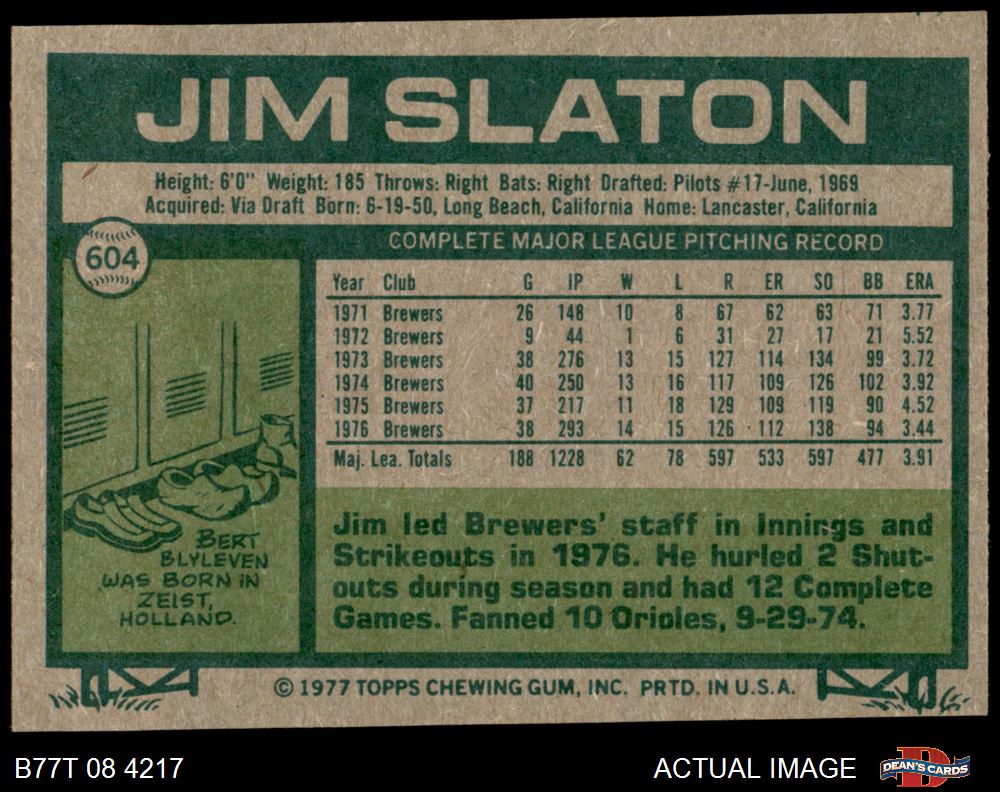 JIM SLATON
Height: 6'0" Weight: 185 Throws: Right Bats: Right Drafted: Pilots #17-June, 1969
Acquired: Via Draft Born: 6-19-50, Long Beach, California Home: Lancaster, California
604
COMPLETE MAJOR LEAGUE PITCHING RECORD
Year Club G IP W L R ER SO BB ERA
1971 Brewers 26 148 10 8 67 62 63 71 3.77
1972 Brewers 9 44 1 6 31 27 17 21 5.52
1973 Brewers 38 276 13 15 127 114 134 99 3.72
1974 Brewers 40 250 13 16 117 109 126 102 3.92
1975 Brewers 37 217 11 18 129 109 119 90 4.52
1976 Brewers 38 293 14 15 126 112 138 94 3.44
Maj. Lea. Totals 188 1228 62 78 597 533 597 477 3.91
BERT
BLYLEVEN
WAS BORN IN
ZEIST,
HOLLAND.
Jim led Brewers' staff in Innings and
Strikeouts in 1976. He hurled 2 Shut-
outs during season and had 12 Complete
Games. Fanned 10 Orioles, 9-29-74.
© 1977 TOPPS CHEWING GUM, INC. PRTD. IN U.S.A.
B77T 08 4217
ACTUAL IMAGE
DEAN'S CARDS